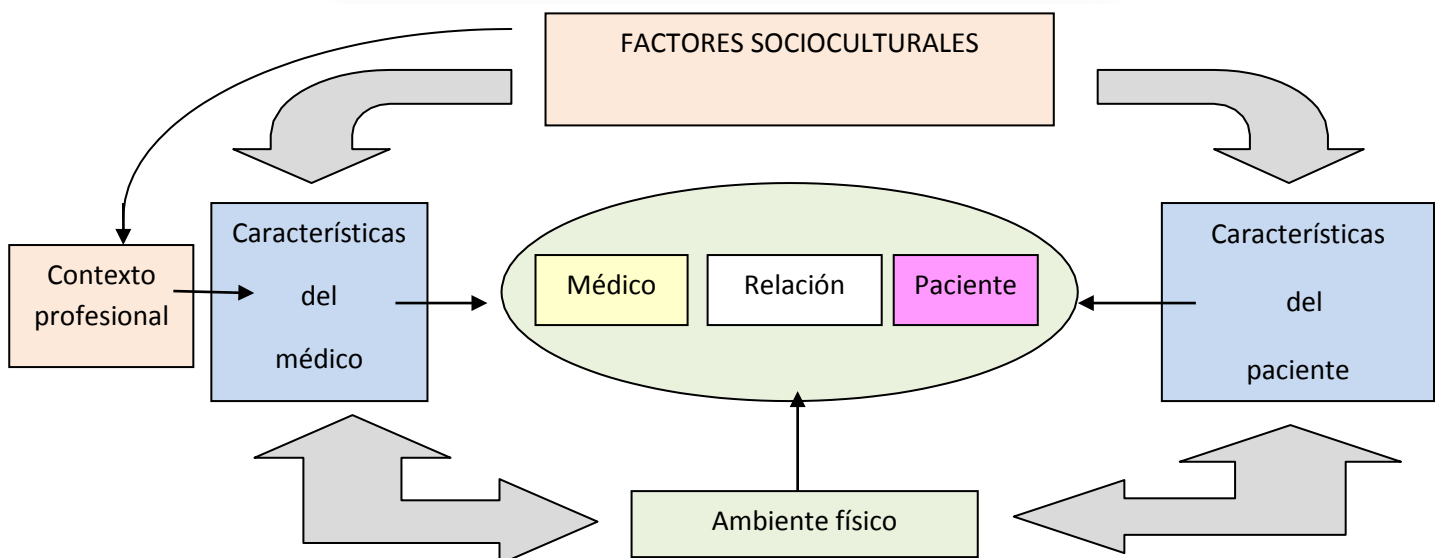 FACTORES SOCIOCULTURALES
Contexto
profesional
Características
del
médico
Médico
Relación
Paciente
Características
del
paciente
Ambiente físico